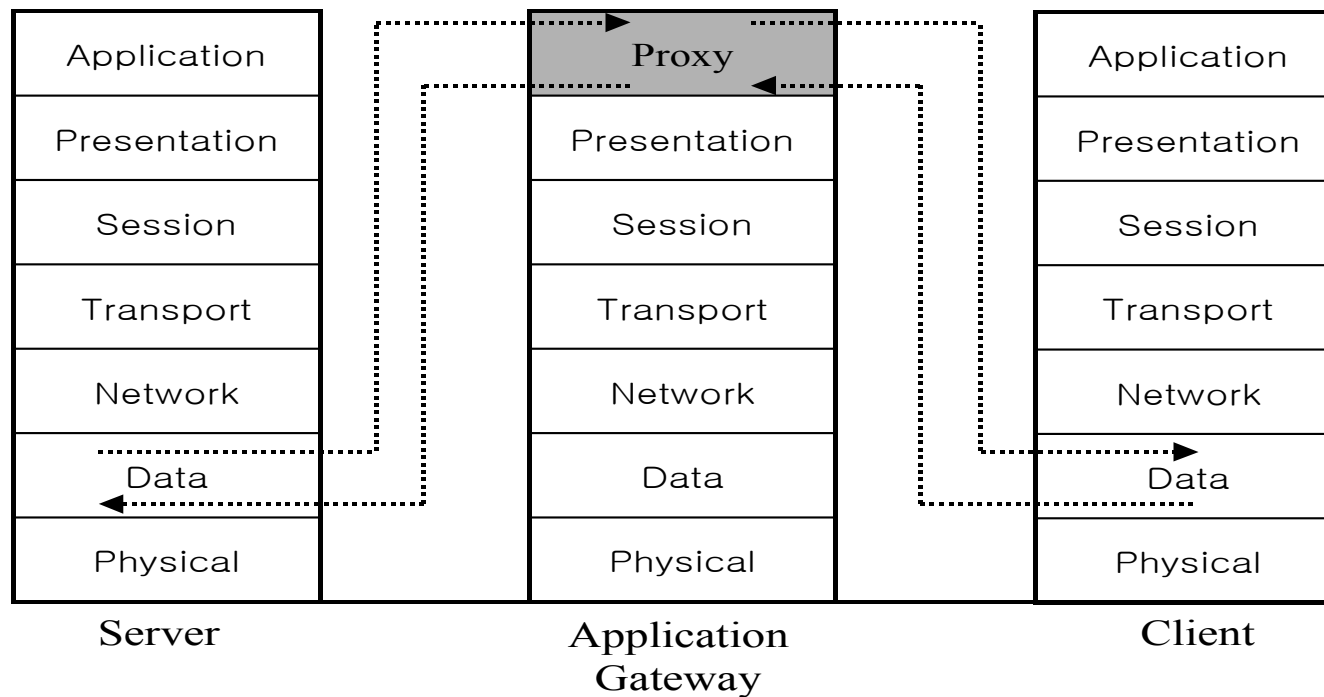 Application
Presentation
Session
Transport
Network
Data
Physical
Server
Proxy
Presentation
Session
Transport
Network
Data
Physical
Application
Gateway
Application
Presentation
Session
Transport
Network
Data
Physical
Client